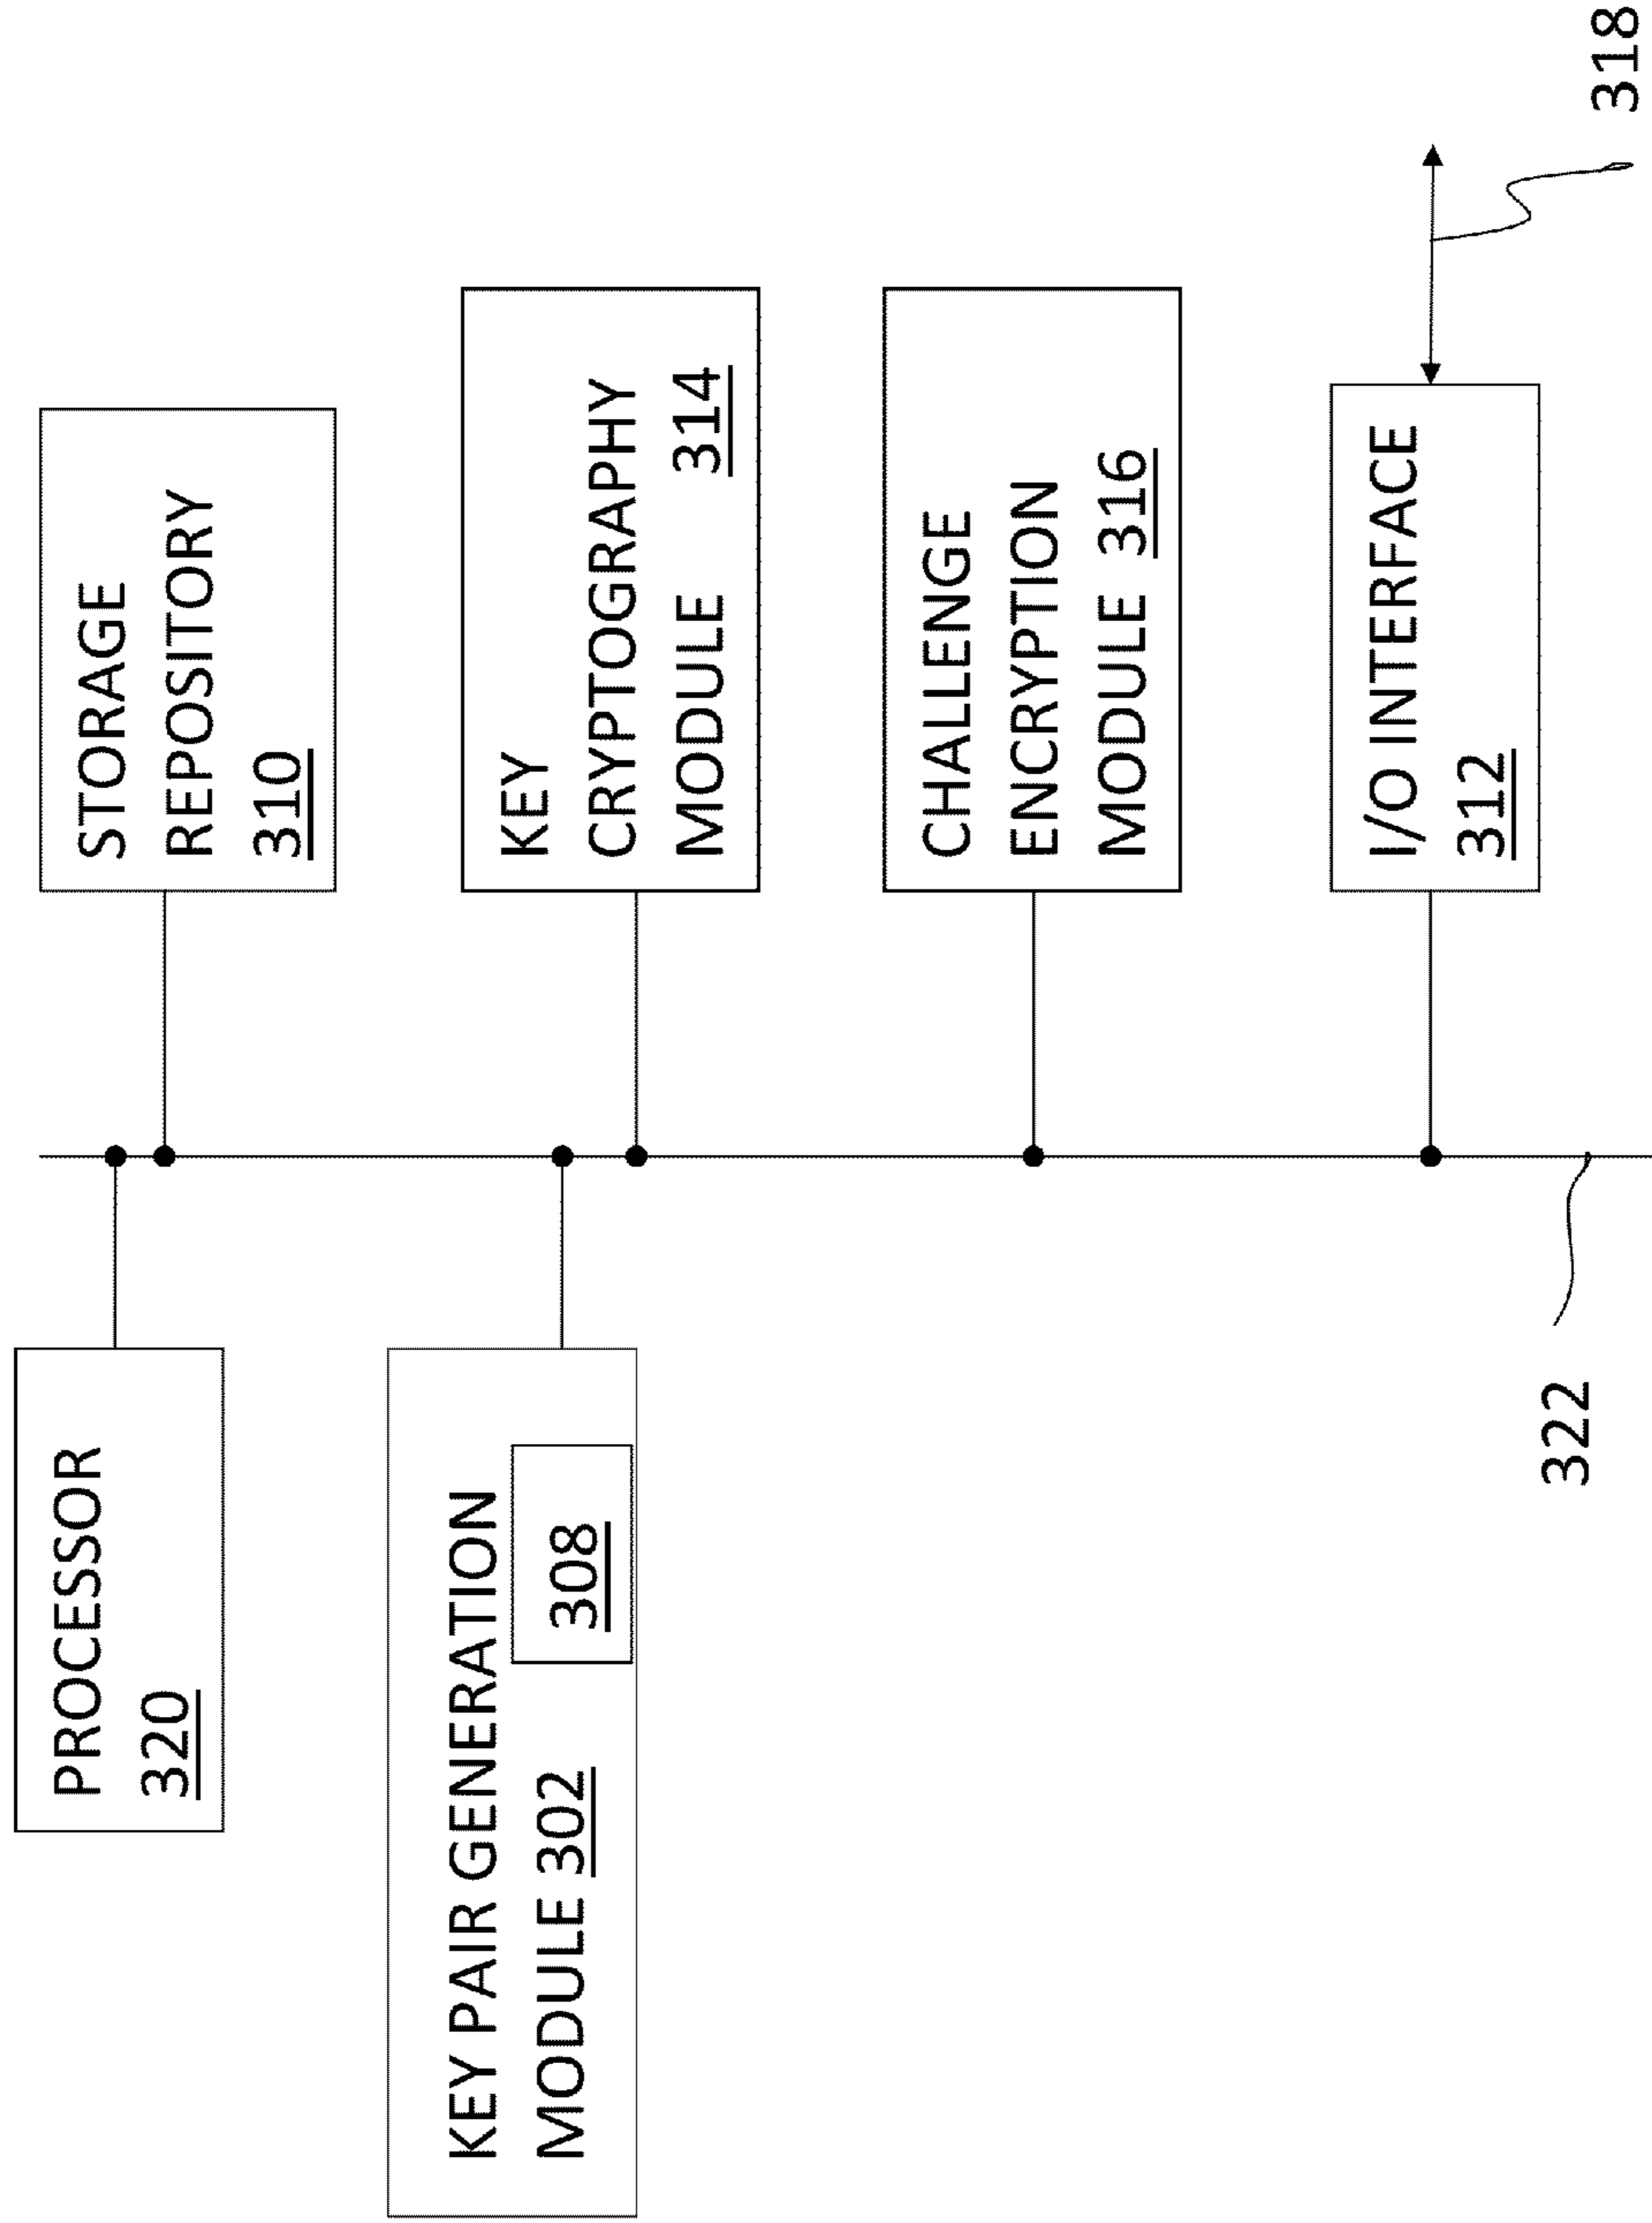 PROCESSOR
320
KEY PAIR GENERATION
MODULE 302
308
322
STORAGE
REPOSITORY
310
KEY
CRYPTOGRAPHY
MODULE 314
CHALLENGE
ENCRYPTION
MODULE 316
I/O INTERFACE
312
318